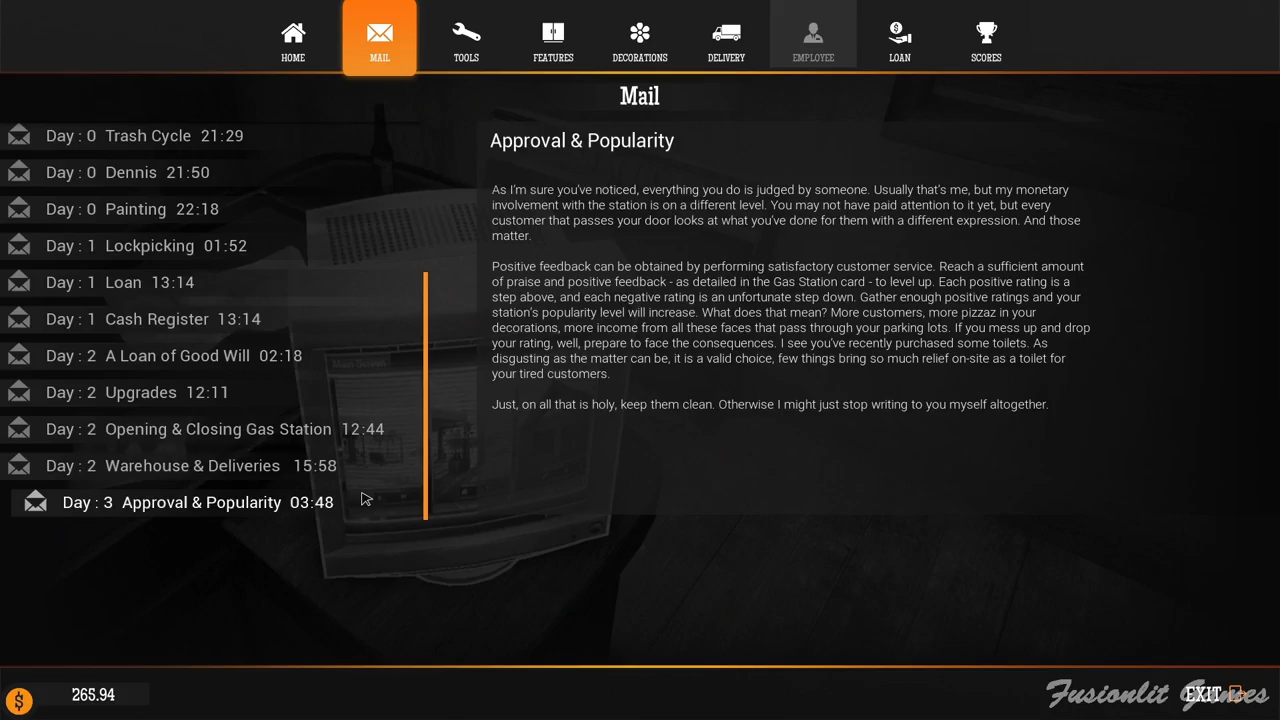 HOME
MAIL
TOOLS
FEATURES
DECORATIONS
DELIVERY
EMPLOYEE
LOAN
SCORES
Mail
Day : 0 Trash Cycle 21:29
Day : 0 Dennis 21:50
Day : 0 Painting 22:18
Day : 1 Lockpicking 01:52
Day : 1 Loan 13:14
Day : 1 Cash Register 13:14
Day : 2 A Loan of Good Will 02:18
Day : 2 Upgrades 12:11
Day : 2 Opening & Closing Gas Station 12:44
Day : 2 Warehouse & Deliveries 15:58
Day : 3 Approval & Popularity 03:48
Approval & Popularity
As I'm sure you've noticed, everything you do is judged by someone. Usually that's me, but my monetary
involvement with the station is on a different level. You may not have paid attention to it yet, but every
customer that passes your door looks at what you've done for them with a different expression. And those
matter.
Positive feedback can be obtained by performing satisfactory customer service. Reach a sufficient amount
of praise and positive feedback - as detailed in the Gas Station card - to level up. Each positive rating is a
step above, and each negative rating is an unfortunate step down. Gather enough positive ratings and your
station's popularity level will increase. What does that mean? More customers, more pizzaz in your
decorations, more income from all these faces that pass through your parking lots. If you mess up and drop
your rating, well, prepare to face the consequences. I see you've recently purchased some toilets. As
disgusting as the matter can be, it is a valid choice, few things bring so much relief on-site as a toilet for
your tired customers.
Just, on all that is holy, keep them clean. Otherwise I might just stop writing to you myself altogether.
Main Screen
$ 265.94
EXIT
Fusionlit Games